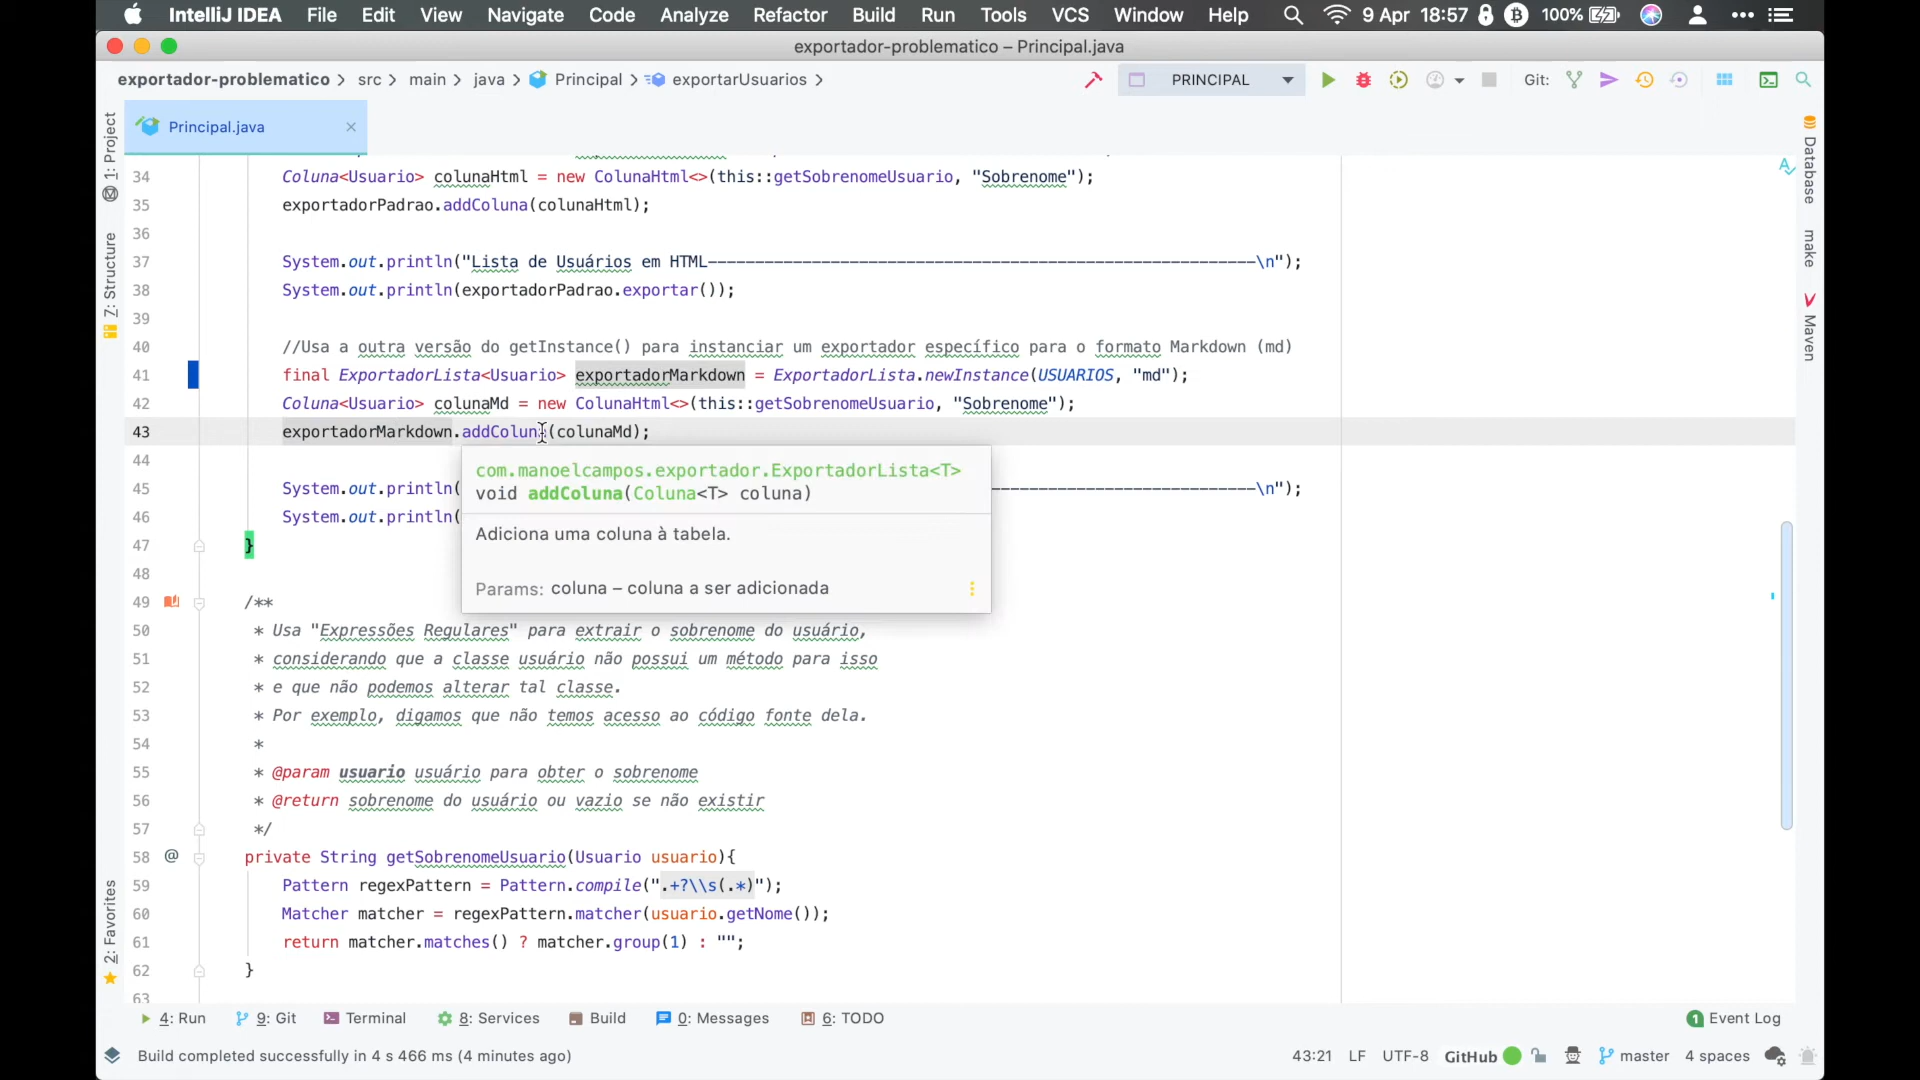 IntelliJ IDEA File Edit View Navigate Code Analyze Refactor Build Run Tools VCS Window Help 9 Apr 18:57 100%
exportador-problematico – Principal.java
exportador-problematico src main java Principal exportarUsuarios PRINCIPAL Git:
Principal.java
1: Project
7: Structure
2: Favorites
Database
make
Maven
34 Coluna<Usuario> colunaHtml = new ColunaHtml<>(this::getSobrenomeUsuario, "Sobrenome");
35 exportadorPadrao.addColuna(colunaHtml);
36
37 System.out.println("Lista de Usuários em HTML----------------------------------------------------------\n");
38 System.out.println(exportadorPadrao.exportar());
39
40 //Usa a outra versão do getInstance() para instanciar um exportador específico para o formato Markdown (md)
41 final ExportadorLista<Usuario> exportadorMarkdown = ExportadorLista.newInstance(USUARIOS, "md");
42 Coluna<Usuario> colunaMd = new ColunaHtml<>(this::getSobrenomeUsuario, "Sobrenome");
43 exportadorMarkdown.addColuna(colunaMd);
44
com.manoelcampos.exportador.ExportadorLista<T>
void addColuna(Coluna<T> coluna)
Adiciona uma coluna à tabela.
Params: coluna – coluna a ser adicionada
45 System.out.println( ----------------------------\n");
46 System.out.println(
47 }
48
49 /**
50 * Usa "Expressões Regulares" para extrair o sobrenome do usuário,
51 * considerando que a classe usuário não possui um método para isso
52 * e que não podemos alterar tal classe.
53 * Por exemplo, digamos que não temos acesso ao código fonte dela.
54 *
55 * @param usuario usuário para obter o sobrenome
56 * @return sobrenome do usuário ou vazio se não existir
57 */
58 @ private String getSobrenomeUsuario(Usuario usuario){
59 Pattern regexPattern = Pattern.compile(".+?\\s(.*)");
60 Matcher matcher = regexPattern.matcher(usuario.getNome());
61 return matcher.matches() ? matcher.group(1) : "";
62 }
63
4: Run 9: Git Terminal 8: Services Build 0: Messages 6: TODO 1 Event Log
Build completed successfully in 4 s 466 ms (4 minutes ago) 43:21 LF UTF-8 GitHub master 4 spaces